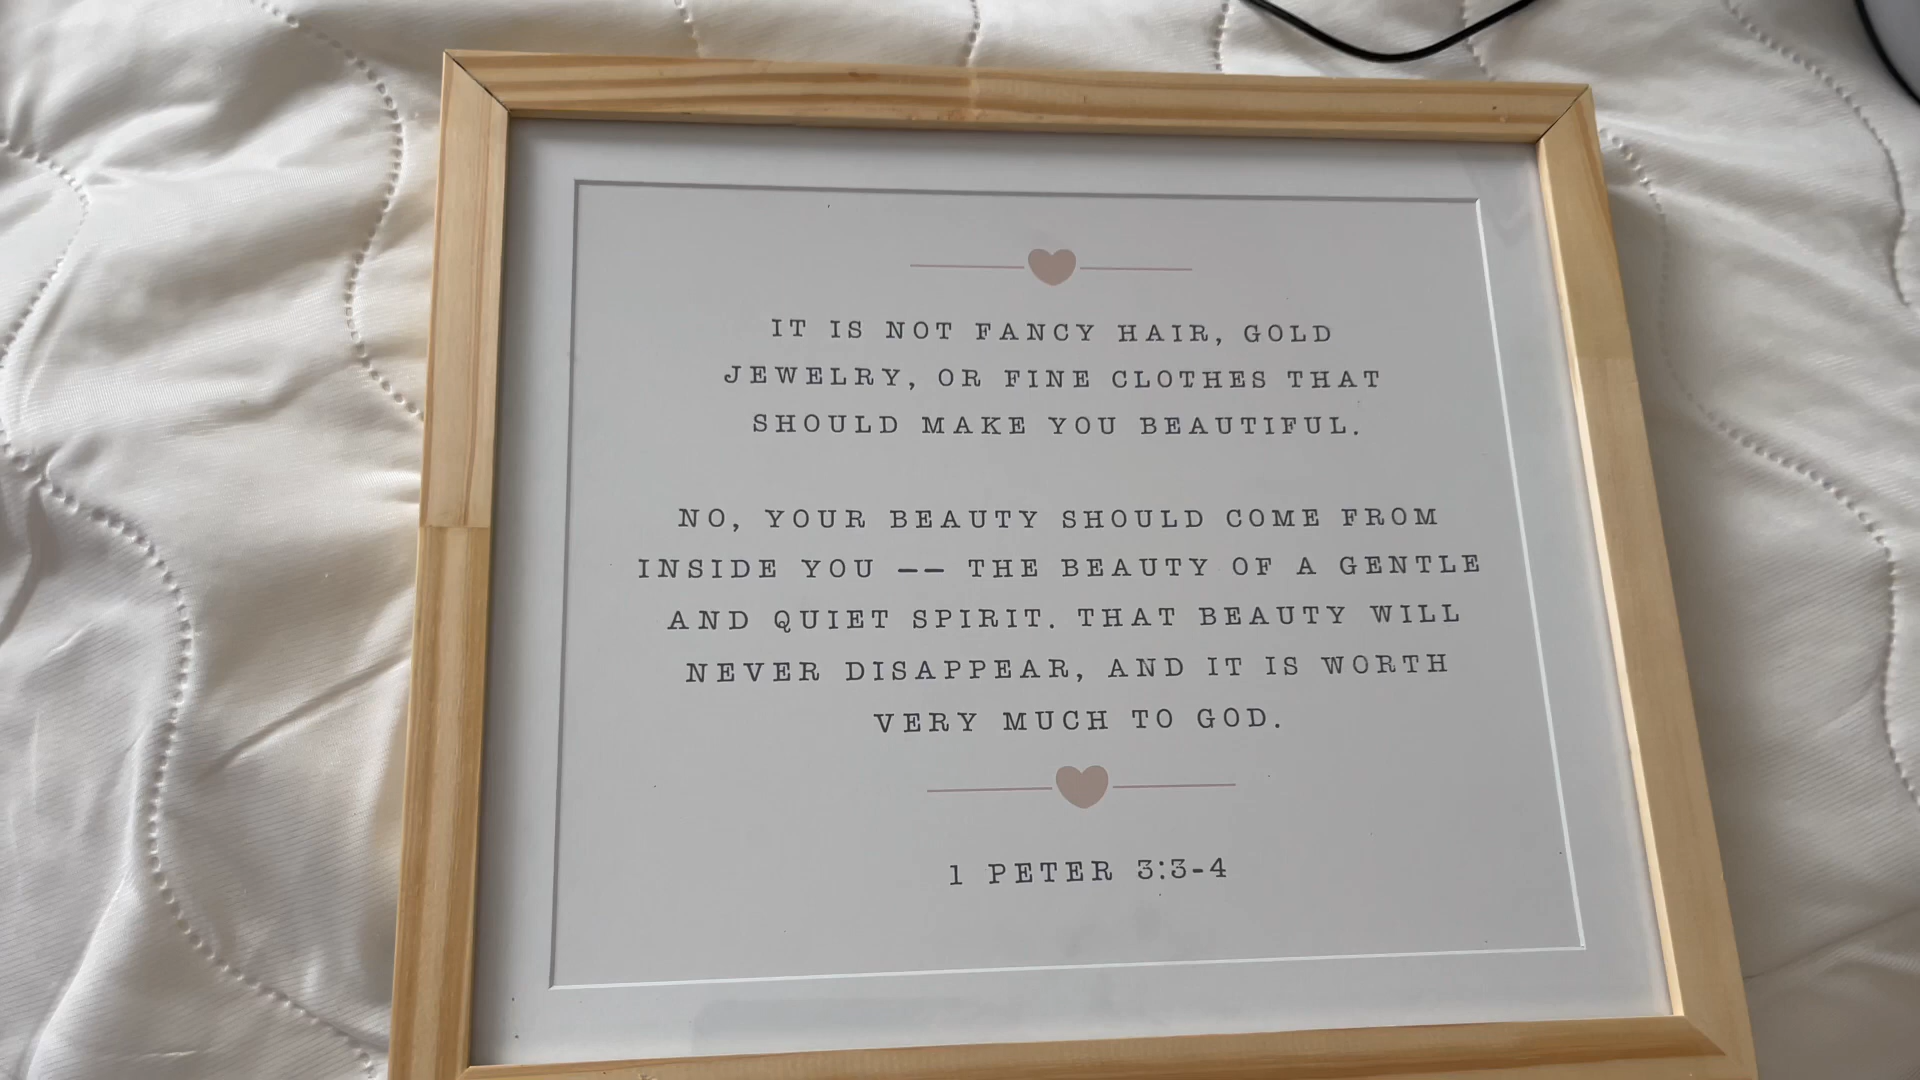 IT IS NOT FANCY HAIR, GOLD
JEWELRY, OR FINE CLOTHES THAT
SHOULD MAKE YOU BEAUTIFUL.
NO, YOUR BEAUTY SHOULD COME FROM
INSIDE YOU -- THE BEAUTY OF A GENTLE
AND QUIET SPIRIT. THAT BEAUTY WILL
NEVER DISAPPEAR, AND IT IS WORTH
VERY MUCH TO GOD.
1 PETER 3:3-4